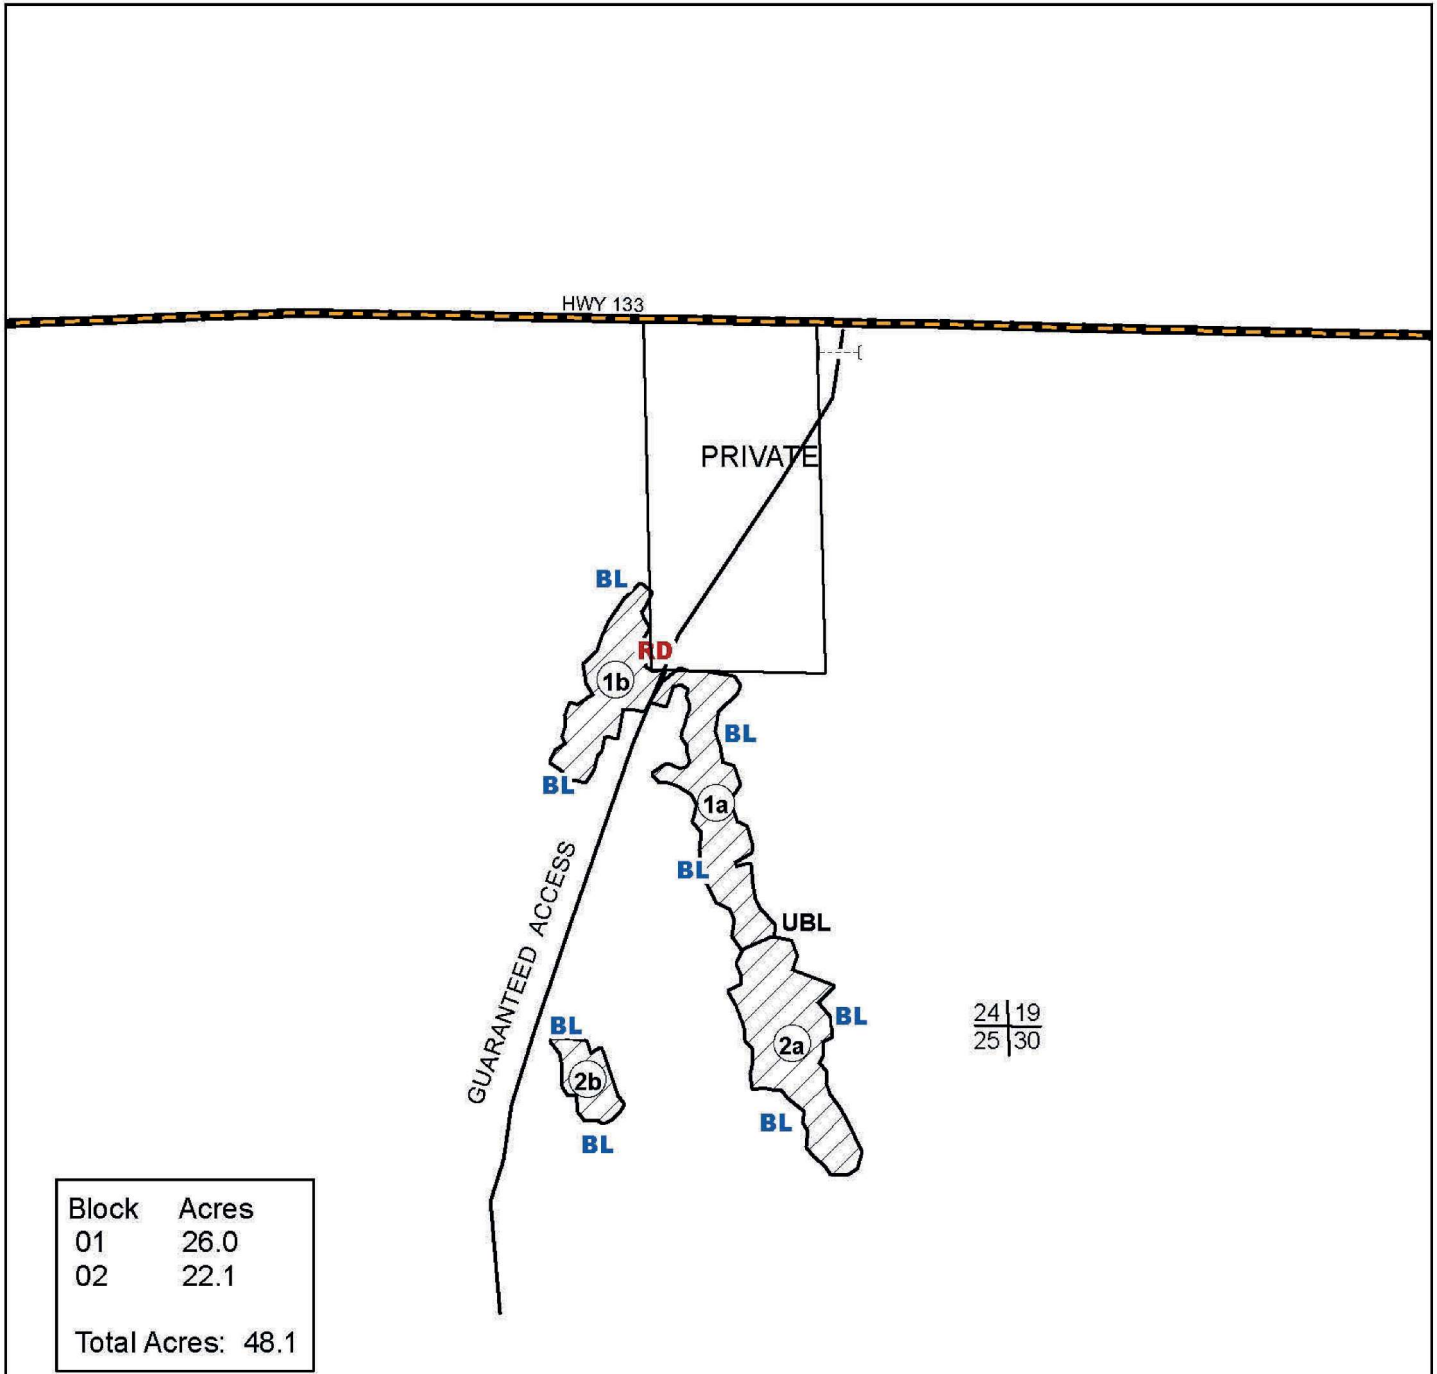 HWY 133
PRIVATE
BL
RD
1b
BL
BL
1a
BL
GUARANTEED ACCESS
UBL
BL
2a
BL
2b
BL
BL
24 19
25 30
Block Acres
01 26.0
02 22.1
Total Acres: 48.1